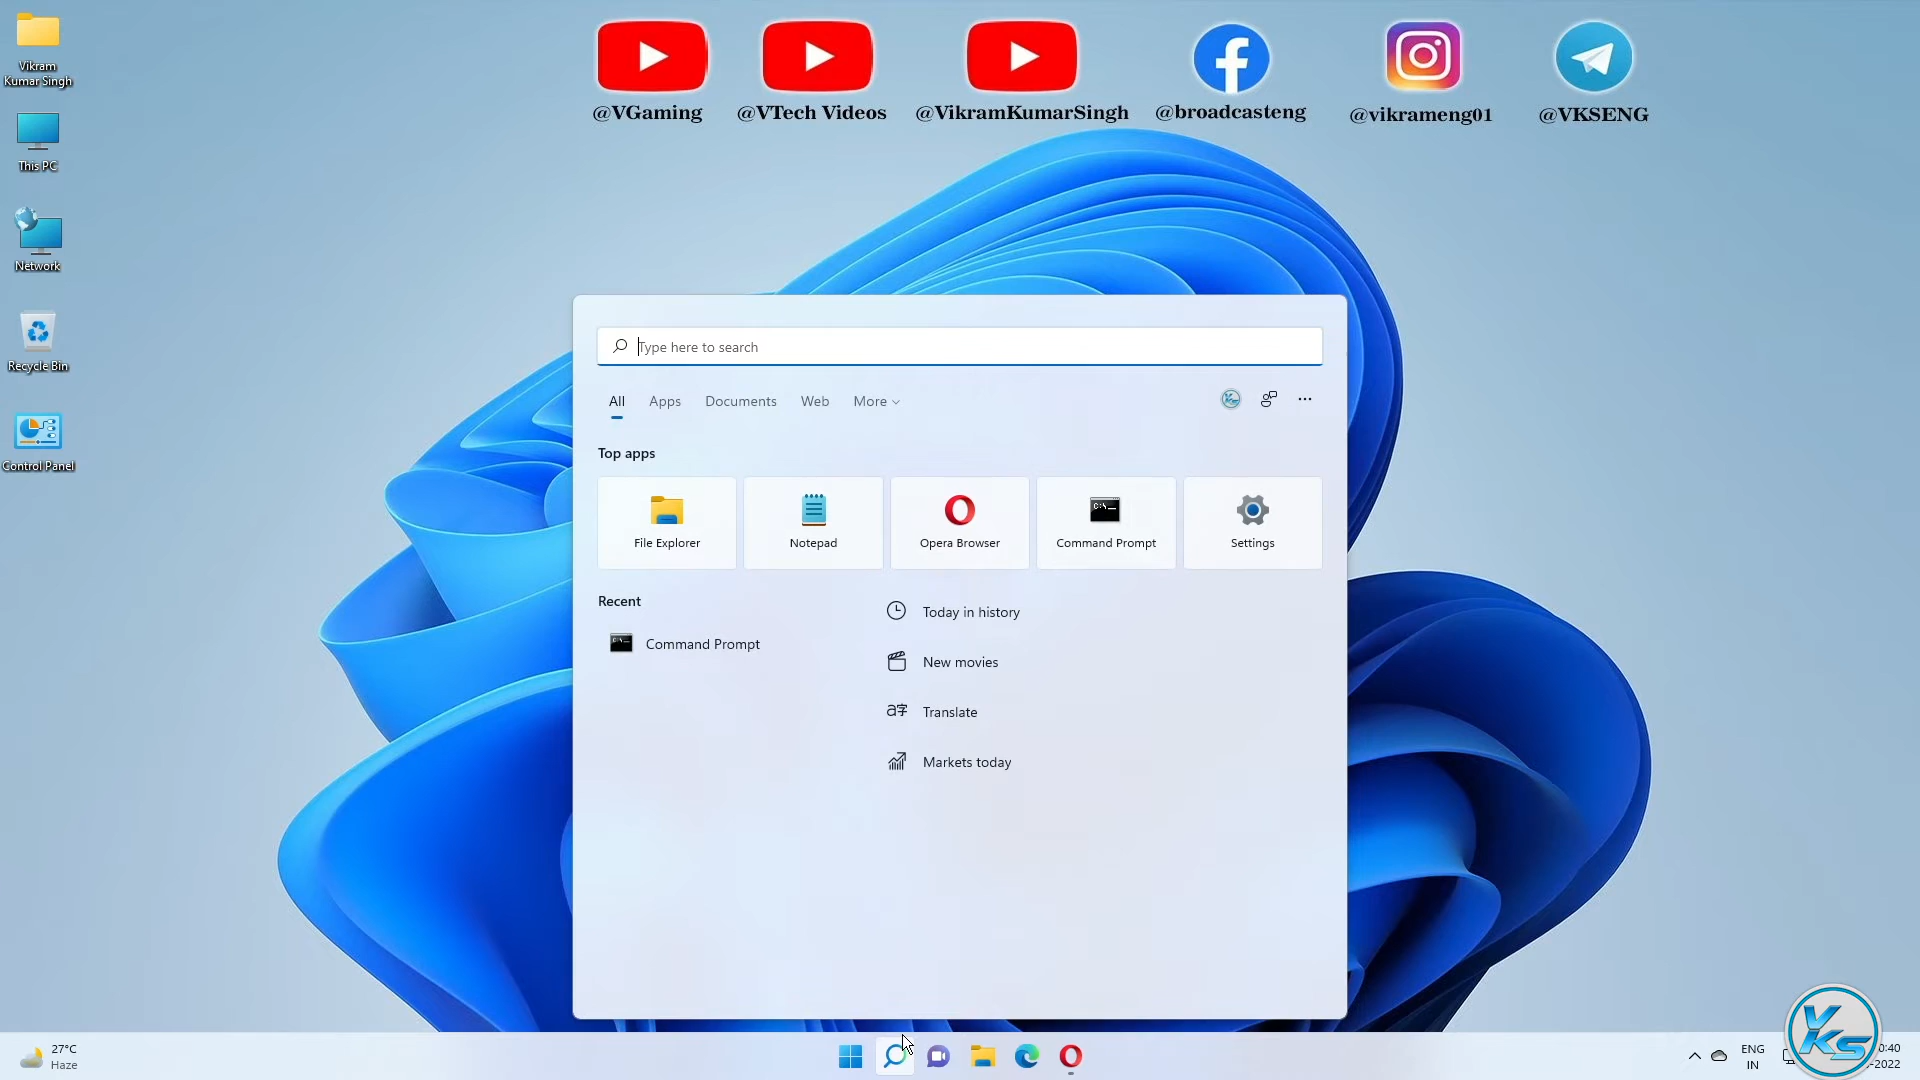 @VGaming
@VTech Videos
@VikramKumarSingh
@broadcasteng
@vikrameng01
@VKSENG
Vikram
Kumar Singh
This PC
Network
Recycle Bin
Control Panel
Type here to search
All
Apps
Documents
Web
More
Top apps
File Explorer
Notepad
Opera Browser
Command Prompt
Settings
Recent
Command Prompt
Today in history
New movies
Translate
Markets today
27°C
Haze
ENG
IN
VKS